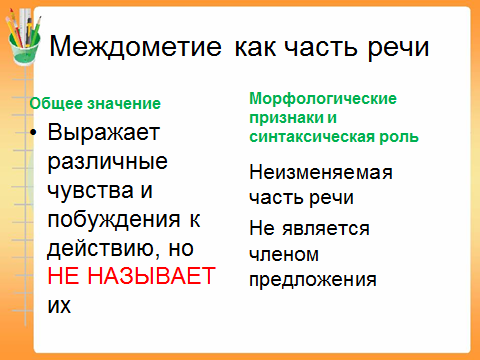 Междометие как часть речи
Общее значение
• Выражает
различные
чувства и
побуждения к
действию, но
НЕ НАЗЫВАЕТ
их
Морфологические
признаки и
синтаксическая роль
Неизменяемая
часть речи
Не является
членом
предложения